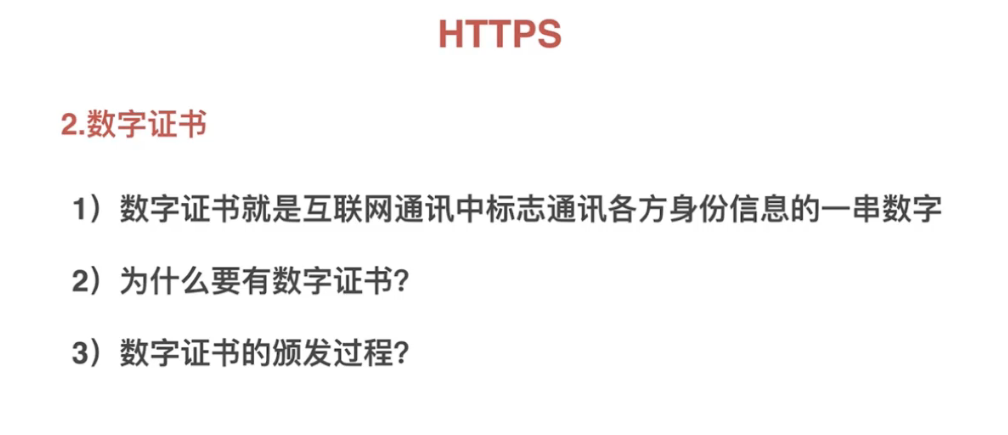 HTTPS
2.数字证书
1）数字证书就是互联网通讯中标志通讯各方身份信息的一串数字
2）为什么要有数字证书？
3）数字证书的颁发过程？